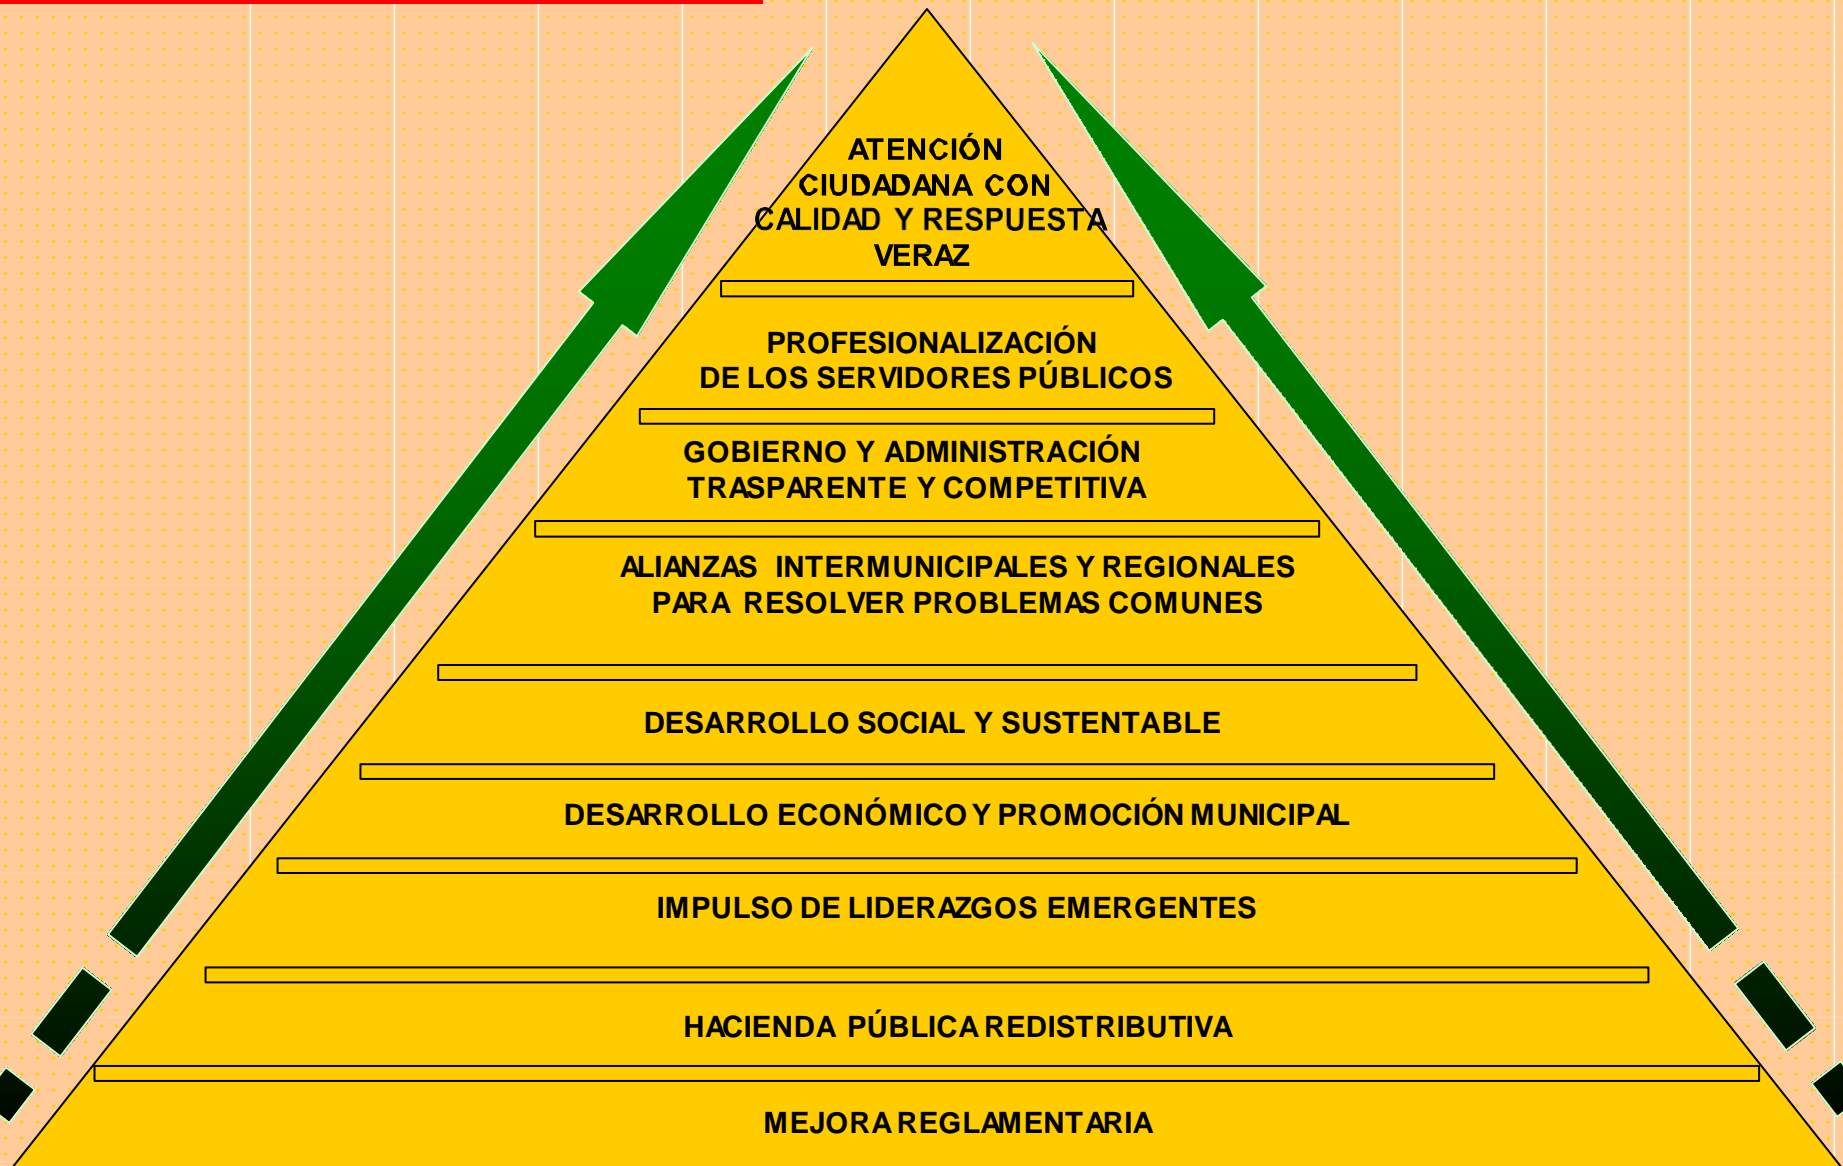 ATENCIÓN
CIUDADANA CON
CALIDAD Y RESPUESTA
VERAZ
PROFESIONALIZACIÓN
DE LOS SERVIDORES PÚBLICOS
GOBIERNO Y ADMINISTRACIÓN
TRASPARENTE Y COMPETITIVA
ALIANZAS INTERMUNICIPALES Y REGIONALES
PARA RESOLVER PROBLEMAS COMUNES
DESARROLLO SOCIAL Y SUSTENTABLE
DESARROLLO ECONÓMICO Y PROMOCIÓN MUNICIPAL
IMPULSO DE LIDERAZGOS EMERGENTES
HACIENDA PÚBLICA REDISTRIBUTIVA
MEJORA REGLAMENTARIA